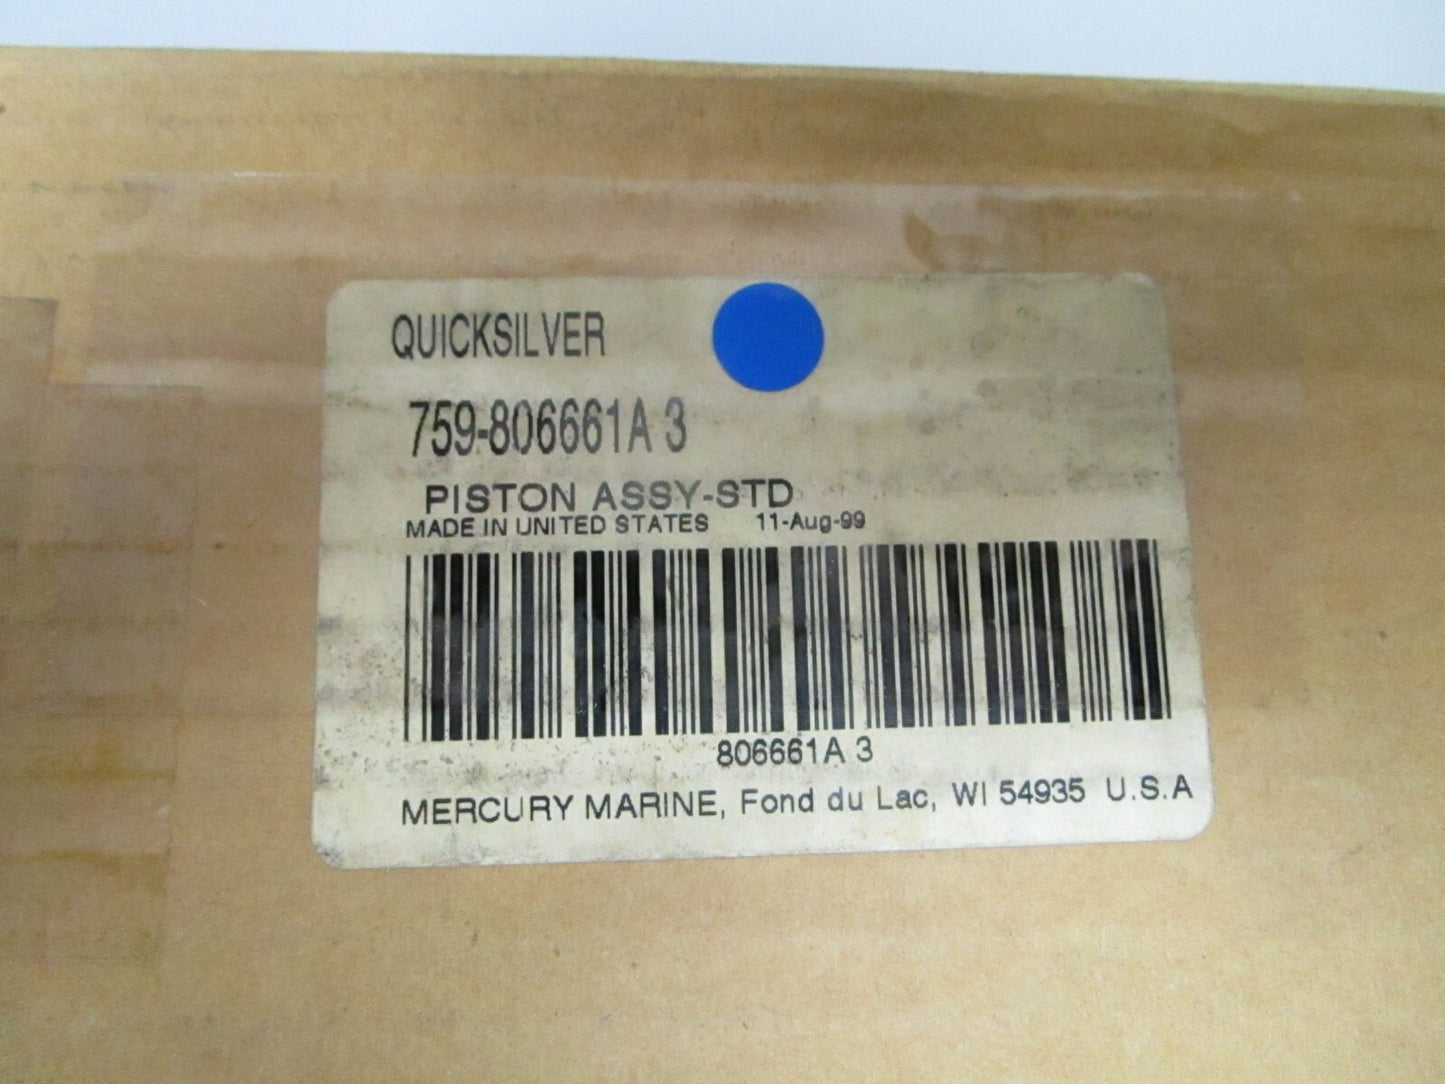 QUICKSILVER
759-806661A 3
PISTON ASSY-STD
MADE IN UNITED STATES 11-Aug-99
806661A 3
MERCURY MARINE, Fond du Lac, WI 54935 U.S.A